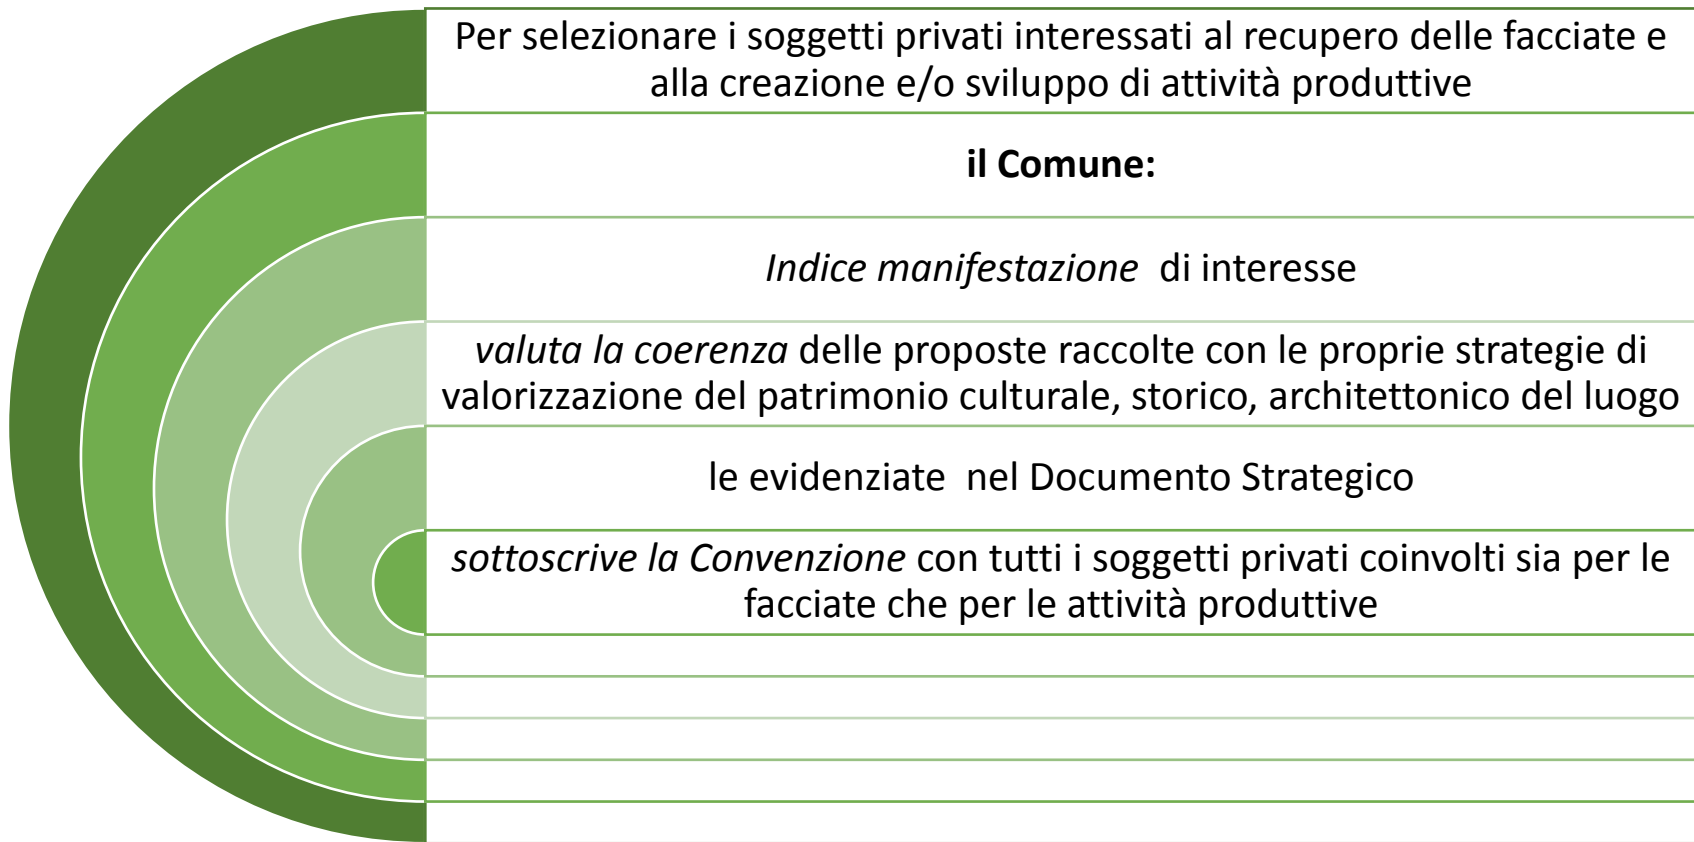 Per selezionare i soggetti privati interessati al recupero delle facciate e
alla creazione e/o sviluppo di attività produttive
il Comune:
Indice manifestazione di interesse
valuta la coerenza delle proposte raccolte con le proprie strategie di
valorizzazione del patrimonio culturale, storico, architettonico del luogo
le evidenziate nel Documento Strategico
sottoscrive la Convenzione con tutti i soggetti privati coinvolti sia per le
facciate che per le attività produttive